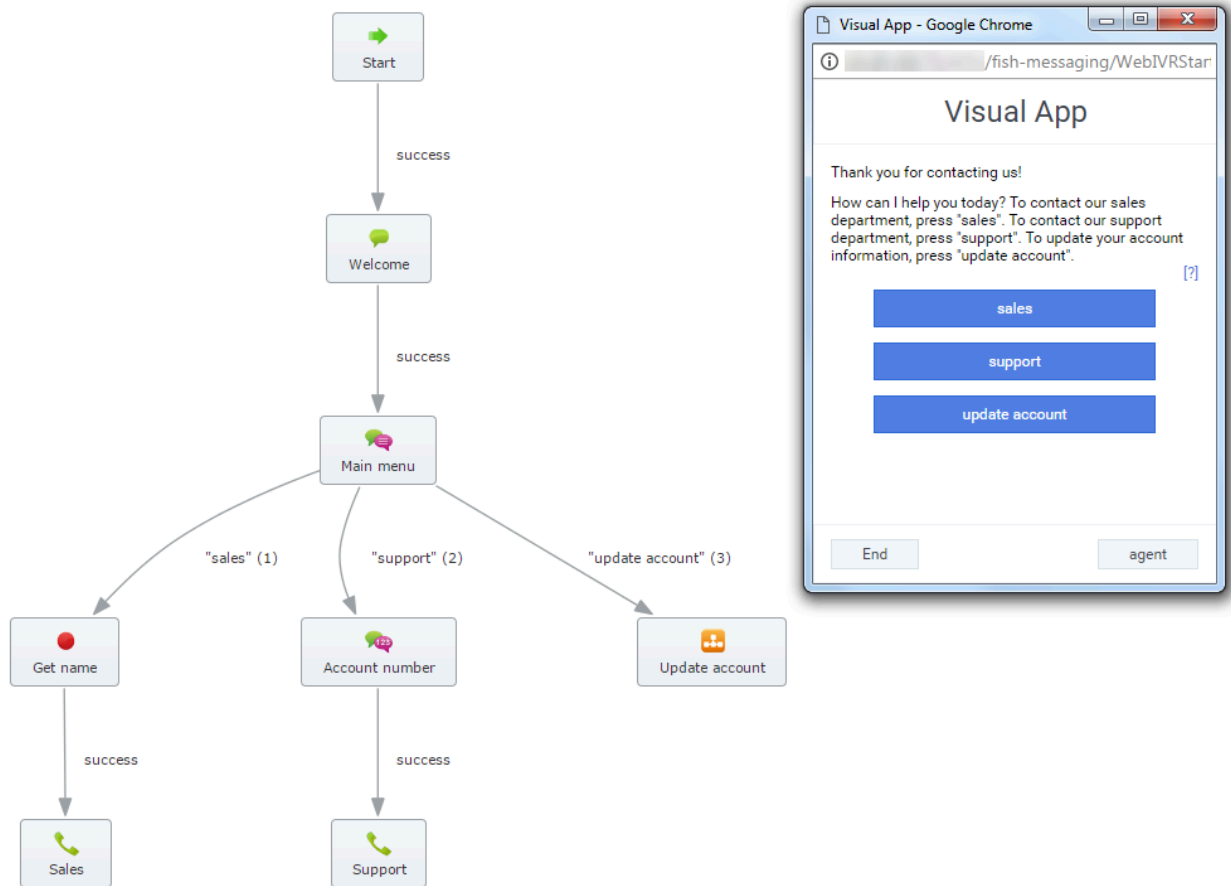 Start
success
Welcome
success
Main menu
"sales" (1)
"support" (2)
"update account" (3)
Get name
Account number
123
Update account
success
success
Sales
Support
Visual App - Google Chrome
/fish-messaging/WebIVRStar
Visual App
Thank you for contacting us!
How can I help you today? To contact our sales
department, press "sales". To contact our support
department, press "support". To update your account
information, press "update account".
[?]
sales
support
update account
End
agent